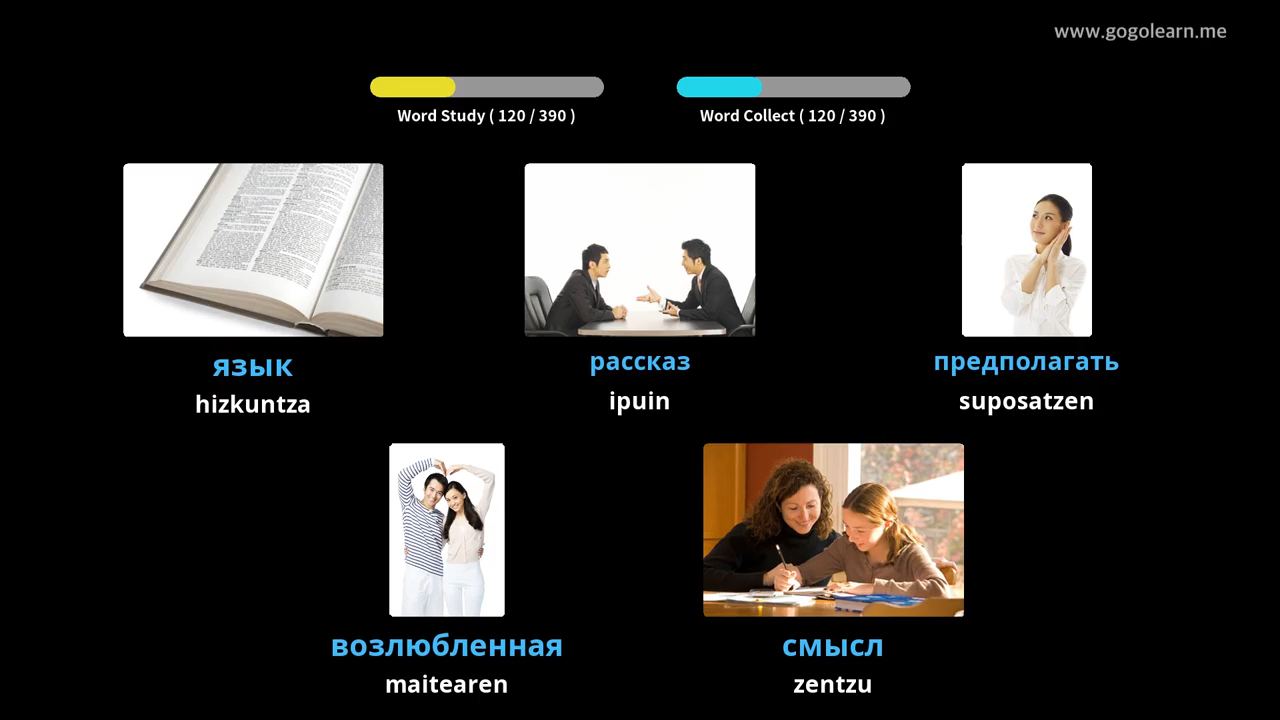 www.gogolearn.me
Word Study ( 120 / 390 )
Word Collect ( 120 / 390 )
язык
hizkuntza
рассказ
ipuin
предполагать
suposatzen
возлюбленная
maitearen
смысл
zentzu